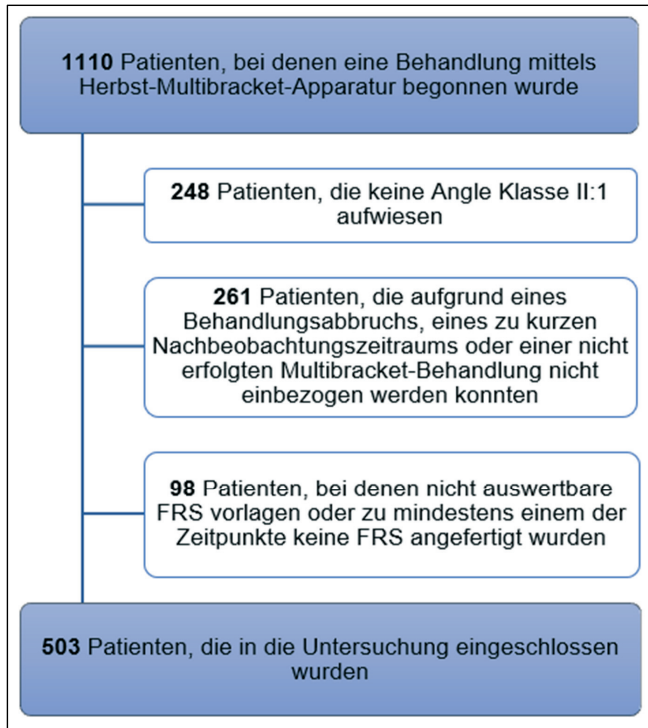 1110 Patienten, bei denen eine Behandlung mittels
Herbst-Multibracket-Apparatur begonnen wurde
248 Patienten, die keine Angle Klasse II:1
aufwiesen
261 Patienten, die aufgrund eines
Behandlungsabbruchs, eines zu kurzen
Nachbeobachtungszeitraums oder einer nicht
erfolgten Multibracket-Behandlung nicht
einbezogen werden konnten
98 Patienten, bei denen nicht auswertbare
FRS vorlagen oder zu mindestens einem der
Zeitpunkte keine FRS angefertigt wurden
503 Patienten, die in die Untersuchung eingeschlossen
wurden